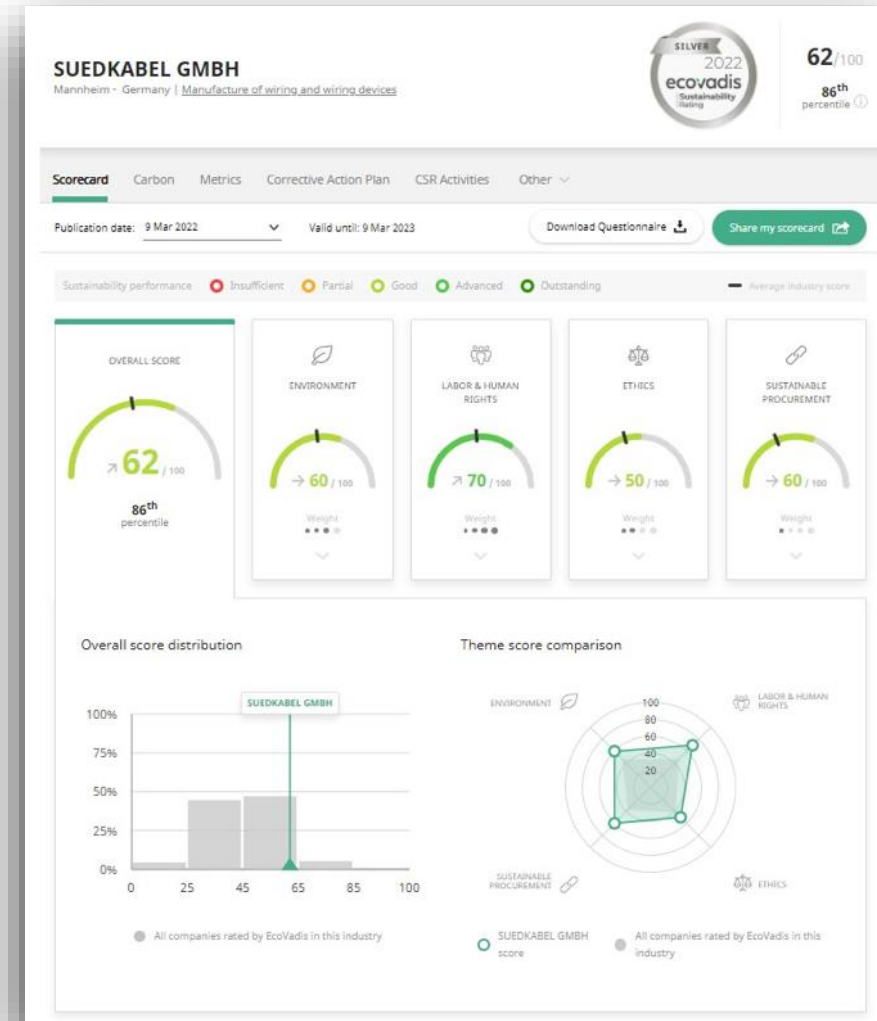 SUEDKABEL GMBH
Mannheim - Germany | Manufacture of wiring and wiring devices
SILVER
2022
ecovadis
Sustainability
Rating
62/100
86th
percentile
Scorecard Carbon Metrics Corrective Action Plan CSR Activities Other
Publication date: 9 Mar 2022 Valid until: 9 Mar 2023 Download Questionnaire Share my scorecard
Sustainability performance Insufficient Partial Good Advanced Outstanding Average industry score
OVERALL SCORE
62 / 100
86th
percentile
ENVIRONMENT
60 / 100
Weight
LABOR & HUMAN
RIGHTS
70 / 100
Weight
ETHICS
50 / 100
Weight
SUSTAINABLE
PROCUREMENT
60 / 100
Weight
Overall score distribution
SUEDKABEL GMBH
100%
75%
50%
25%
0%
0 25 45 65 85 100
All companies rated by EcoVadis in this industry
Theme score comparison
ENVIRONMENT
LABOR & HUMAN
RIGHTS
100
80
60
40
20
SUSTAINABLE
PROCUREMENT
ETHICS
SUEDKABEL GMBH
score
All companies rated by EcoVadis in this
industry